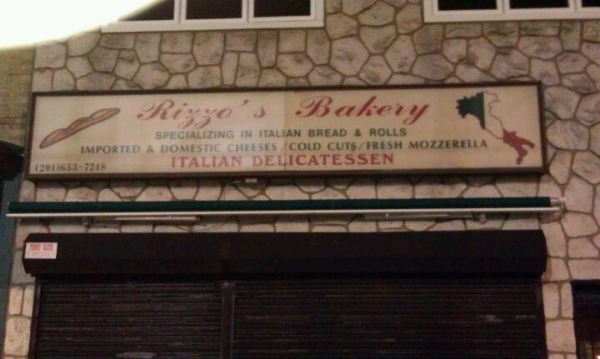 Rizzo's Bakery
SPECIALIZING IN ITALIAN BREAD & ROLLS
IMPORTED & DOMESTIC CHEESES / COLD CUTS / FRESH MOZZERELLA
(201)653-7248 ITALIAN DELICATESSEN